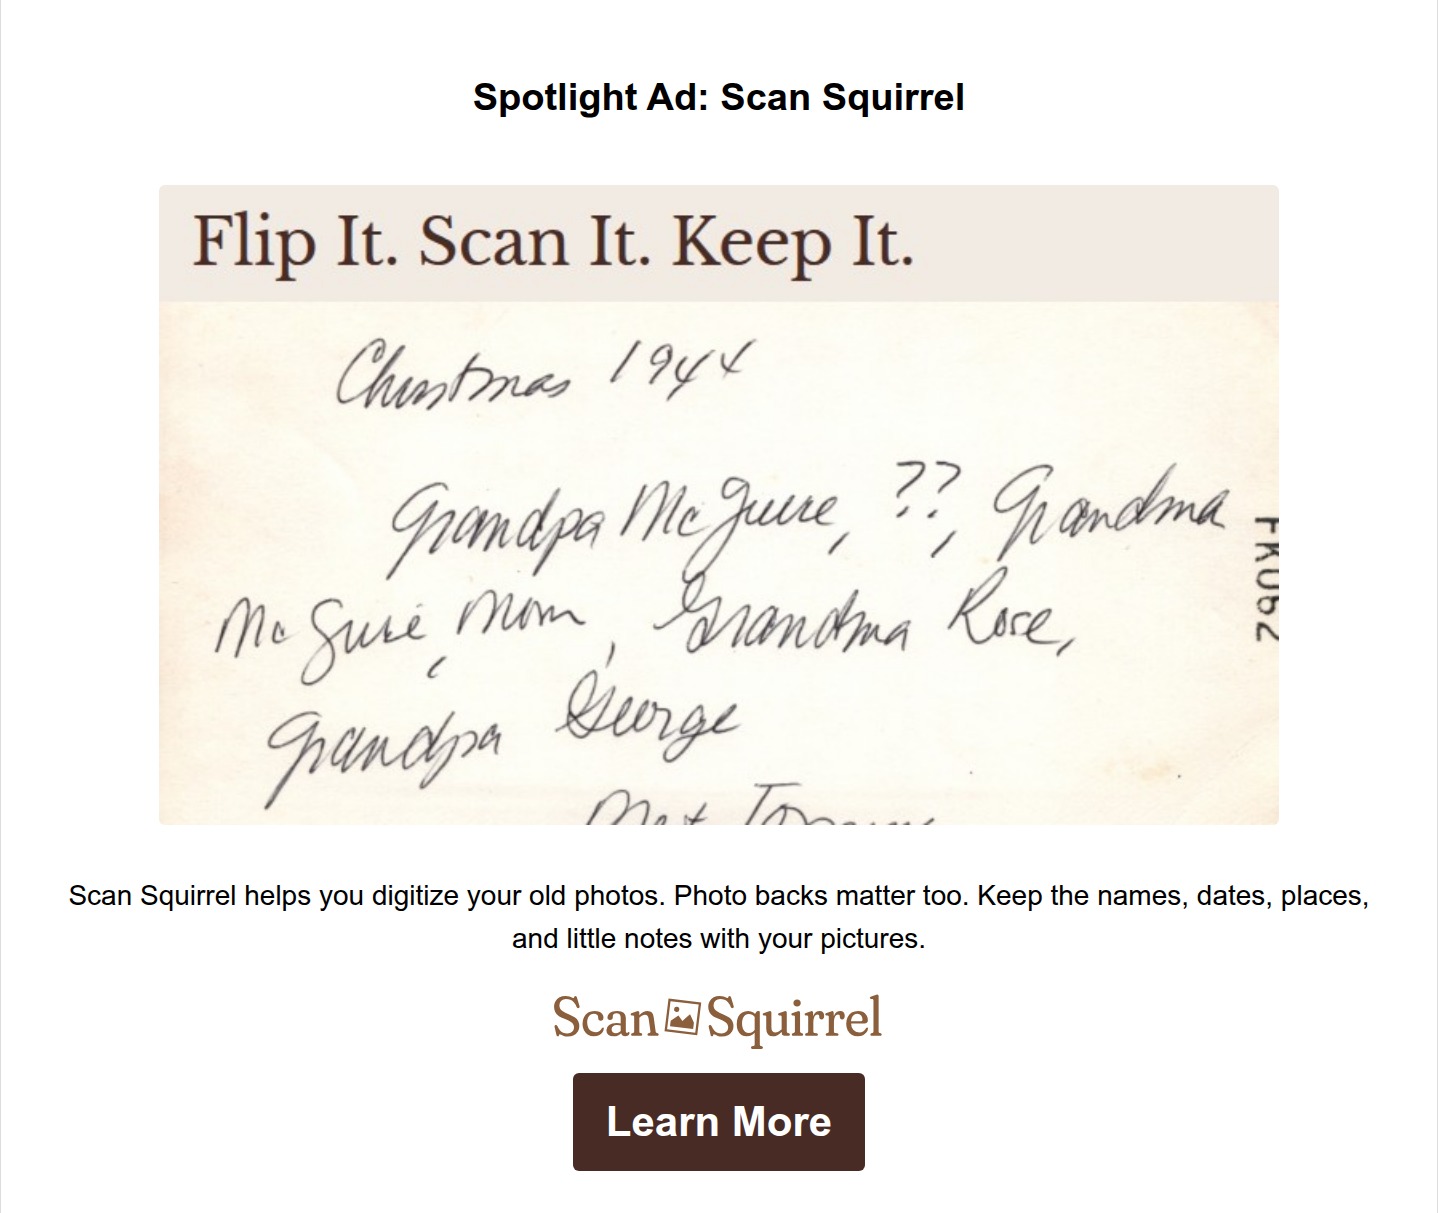 Spotlight Ad: Scan Squirrel
Flip It. Scan It. Keep It.
Christmas 1944
Grandpa McGuire, ??, Grandma
McGuire, Mom, Grandma Rose,
Grandpa George
Scan Squirrel helps you digitize your old photos. Photo backs matter too. Keep the names, dates, places,
and little notes with your pictures.
Scan Squirrel
Learn More